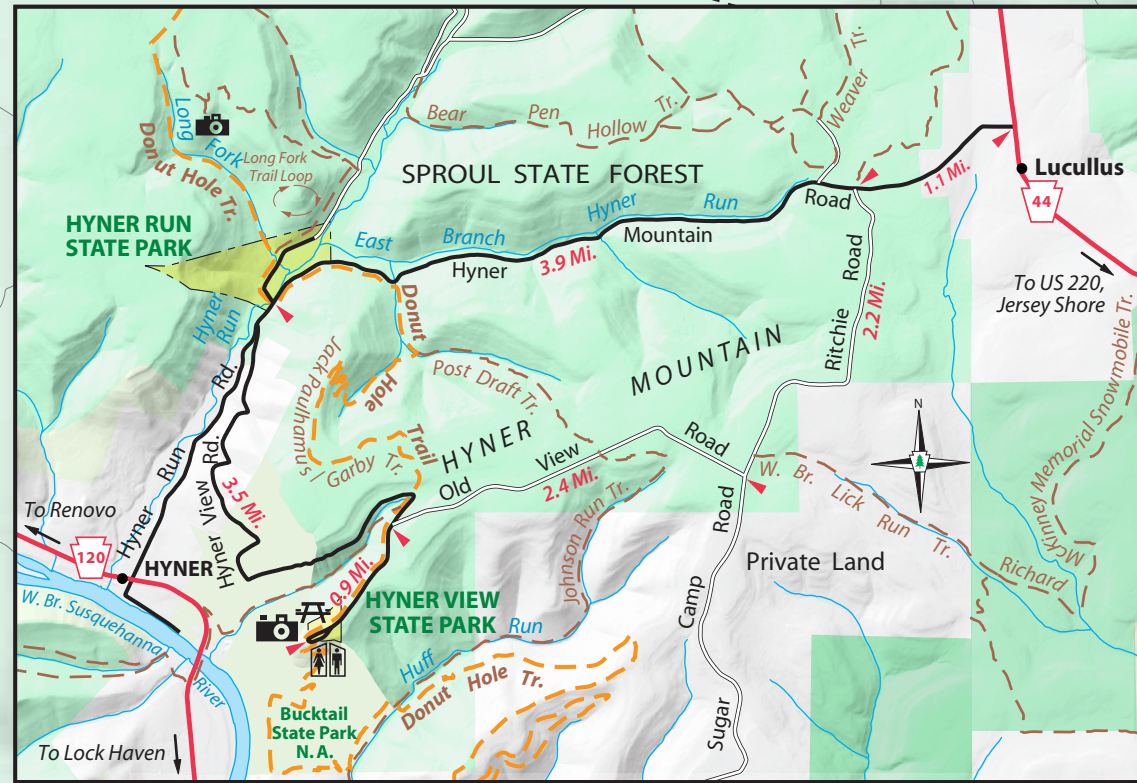 Bear Pen Hollow Tr.
Weaver Tr.
Long Fork
Donut Hole Tr.
Long Fork
Trail Loop
SPROUL STATE FOREST
1.1 Mi.
Lucullus
44
HYNER RUN
STATE PARK
Hyner Run
East Branch
Road
Mountain
Hyner
3.9 Mi.
To US 220,
Jersey Shore
Hyner Run
Donut Hole Trail
Jack Paulhamus / Garby Tr.
Post Draft Tr.
Ritchie Road
2.2 Mi.
HYNER MOUNTAIN
Mckinney Memorial Snowmobile Tr.
Richard
N
Hyner Run Rd.
Hyner View Rd.
3.5 Mi.
Old View Road
2.4 Mi.
Johnson Run Tr.
W. Br. Lick Run Tr.
To Renovo
120
HYNER
W. Br. Susquehanna
River
0.9 Mi.
HYNER VIEW
STATE PARK
Huff Run
Donut Hole Tr.
Private Land
Sugar Camp Road
Bucktail
State Park
N. A.
To Lock Haven